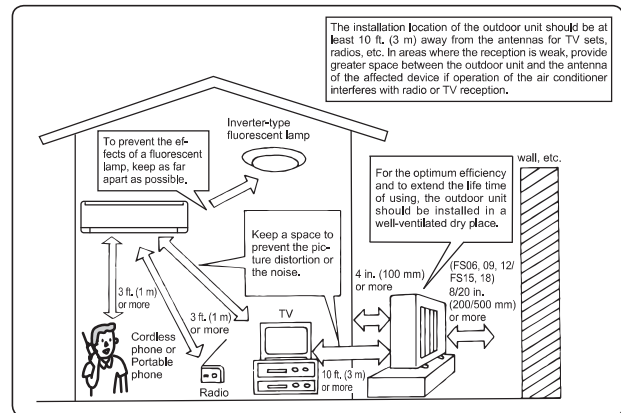 The installation location of the outdoor unit should be at
least 10 ft. (3 m) away from the antennas for TV sets,
radios, etc. In areas where the reception is weak, provide
greater space between the outdoor unit and the antenna
of the affected device if operation of the air conditioner
interferes with radio or TV reception.
Inverter-type
fluorescent lamp
To prevent the ef-
fects of a fluorescent
lamp, keep as far
apart as possible.
wall, etc.
For the optimum efficiency
and to extend the life time
of using, the outdoor unit
should be installed in a
well-ventilated dry place.
Keep a space to
prevent the pic-
ture distortion or
the noise.
4 in. (100 mm)
or more
(FS06, 09, 12/
FS15, 18)
8/20 in.
(200/500 mm)
or more
3 ft. (1 m)
or more
3 ft. (1 m)
or more
TV
Cordless
phone or
Portable
phone
Radio
10 ft. (3 m)
or more